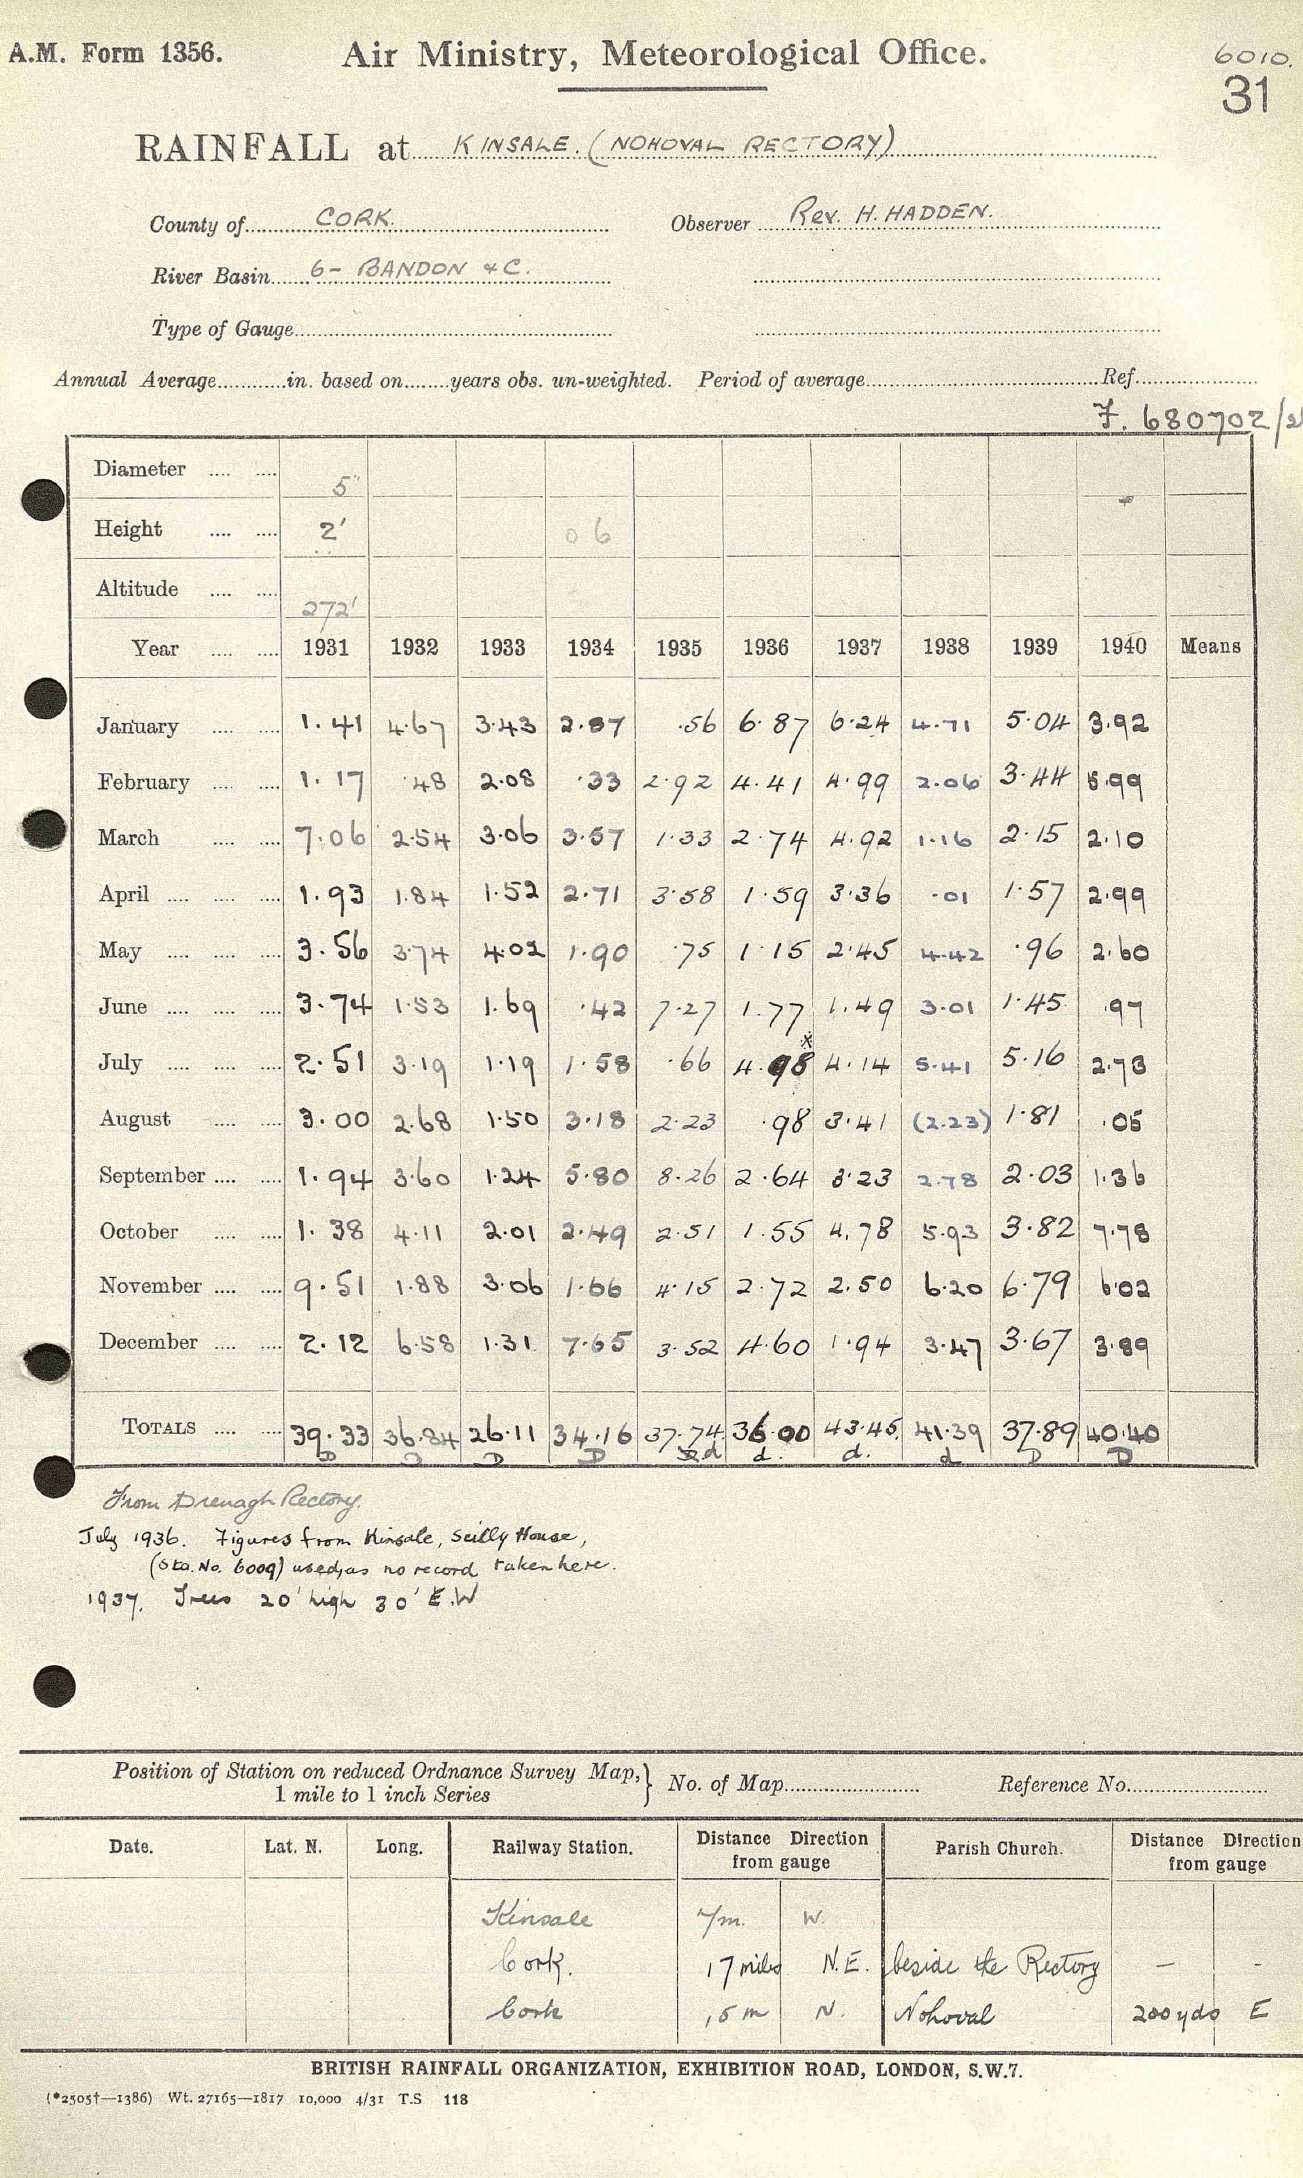 A.M. Form 1356.
Air Ministry, Meteorological Office.
6010.
31
RAINFALL at KINSALE. (NOHOVAL RECTORY)
County of CORK. Observer Rev. H. HADDEN.
River Basin 6- BANDON &C.
Type of Gauge
Annual Average in. based on years obs. un-weighted. Period of average Ref.
F. 680702/2
Diameter .... .... 5"
Height .... .... 2' 06
Altitude .... .... 272'
Year .... .... 1931 1932 1933 1934 1935 1936 1937 1938 1939 1940 Means
January .... .... 1.41 4.67 3.43 2.87 .56 6.87 6.24 4.71 5.04 3.92
February .... .... 1.17 .48 2.08 .33 2.92 4.41 4.99 2.06 3.44 5.99
March .... .... 7.06 2.54 3.06 3.57 1.33 2.74 4.92 1.16 2.15 2.10
April .... .... .... 1.93 1.84 1.52 2.71 3.58 1.59 3.36 .01 1.57 2.99
May .... .... .... 3.56 3.74 4.02 1.90 .75 1.15 2.45 4.42 .96 2.60
June .... .... .... 3.74 1.53 1.69 .42 7.27 1.77 1.49 3.01 1.45 .97
July .... .... .... 2.51 3.19 1.19 1.58 .66 4.98x 4.14 5.41 5.16 2.73
August .... .... 3.00 2.68 1.50 3.18 2.23 .98 3.41 (2.23) 1.81 .05
September .... .... 1.94 3.60 1.24 5.80 8.26 2.64 3.23 2.78 2.03 1.36
October .... .... 1.38 4.11 2.01 2.49 2.51 1.55 4.78 5.93 3.82 7.78
November .... .... 9.51 1.88 3.06 1.66 4.15 2.72 2.50 6.20 6.79 6.02
December .... .... 2.12 6.58 1.31 7.65 3.52 4.60 1.94 3.47 3.67 3.89
TOTALS .... .... 39.33 36.84 26.11 34.16 37.74 36.00 43.45 41.39 37.89 40.40
D D D D d d. d. d D D
From Drenagh Rectory.
July 1936. Figures from Kinsale, Scilly House,
(Sta. No. 6009) used, as no record taken here.
1937. Trees 20' high 30' E.W
Position of Station on reduced Ordnance Survey Map,} No. of Map Reference No.
1 mile to 1 inch Series
Date. Lat. N. Long. Railway Station. Distance Direction from gauge Parish Church. Distance Direction from gauge
Kinsale 7m. W.
Cork. 17 miles N.E. beside the Rectory — -
Cork 15 m N. Nohoval 200 yds E
BRITISH RAINFALL ORGANIZATION, EXHIBITION ROAD, LONDON, S.W.7.
(*2505†—1386) Wt. 27165—1817 10,000 4/31 T.S 118